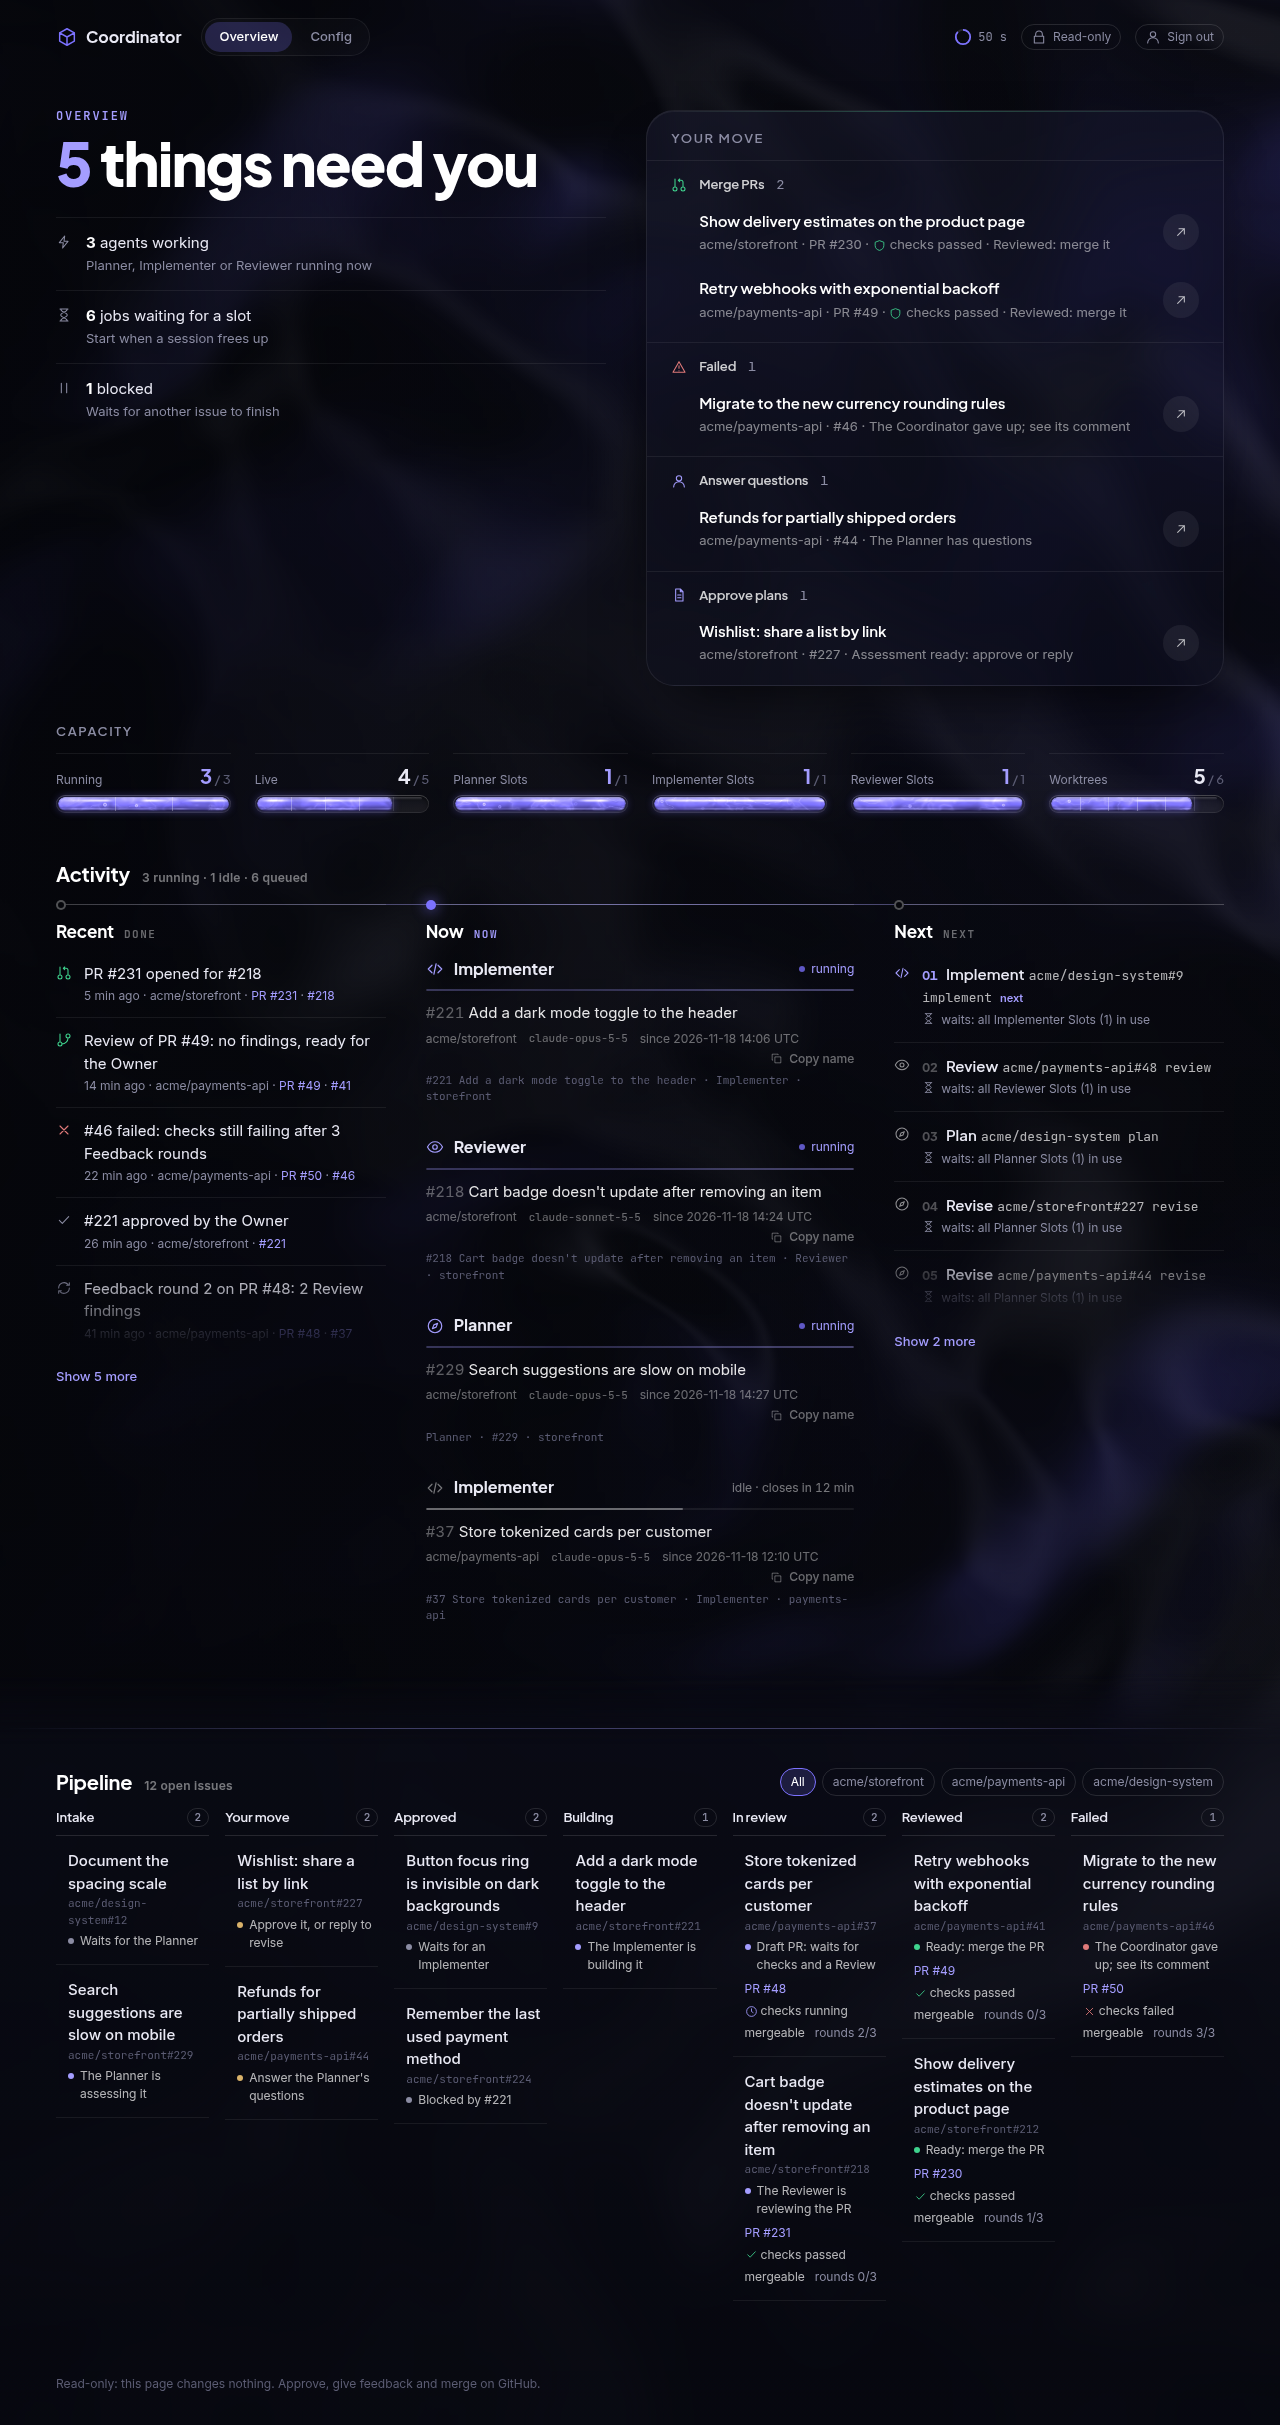 Coordinator
Overview
Config
50 s
Read-only
Sign out
OVERVIEW
5 things need you
3 agents working
Planner, Implementer or Reviewer running now
6 jobs waiting for a slot
Start when a session frees up
1 blocked
Waits for another issue to finish
YOUR MOVE
Merge PRs 2
Show delivery estimates on the product page
acme/storefront · PR #230 · checks passed · Reviewed: merge it
Retry webhooks with exponential backoff
acme/payments-api · PR #49 · checks passed · Reviewed: merge it
Failed 1
Migrate to the new currency rounding rules
acme/payments-api · #46 · The Coordinator gave up; see its comment
Answer questions 1
Refunds for partially shipped orders
acme/payments-api · #44 · The Planner has questions
Approve plans 1
Wishlist: share a list by link
acme/storefront · #227 · Assessment ready: approve or reply
CAPACITY
Running 3 / 3
Live 4 / 5
Planner Slots 1 / 1
Implementer Slots 1 / 1
Reviewer Slots 1 / 1
Worktrees 5 / 6
Activity 3 running · 1 idle · 6 queued
Recent DONE
PR #231 opened for #218
5 min ago · acme/storefront · PR #231 · #218
Review of PR #49: no findings, ready for
the Owner
14 min ago · acme/payments-api · PR #49 · #41
#46 failed: checks still failing after 3
Feedback rounds
22 min ago · acme/payments-api · PR #50 · #46
#221 approved by the Owner
26 min ago · acme/storefront · #221
Feedback round 2 on PR #48: 2 Review
findings
41 min ago · acme/payments-api · PR #48 · #37
Show 5 more
Now NOW
Implementer running
#221 Add a dark mode toggle to the header
acme/storefront claude-opus-5-5 since 2026-11-18 14:06 UTC
Copy name
#221 Add a dark mode toggle to the header · Implementer ·
storefront
Reviewer running
#218 Cart badge doesn't update after removing an item
acme/storefront claude-sonnet-5-5 since 2026-11-18 14:24 UTC
Copy name
#218 Cart badge doesn't update after removing an item · Reviewer
· storefront
Planner running
#229 Search suggestions are slow on mobile
acme/storefront claude-opus-5-5 since 2026-11-18 14:27 UTC
Copy name
Planner · #229 · storefront
Implementer idle · closes in 12 min
#37 Store tokenized cards per customer
acme/payments-api claude-opus-5-5 since 2026-11-18 12:10 UTC
Copy name
#37 Store tokenized cards per customer · Implementer · payments-
api
Next NEXT
01 Implement acme/design-system#9
implement next
waits: all Implementer Slots (1) in use
02 Review acme/payments-api#48 review
waits: all Reviewer Slots (1) in use
03 Plan acme/design-system plan
waits: all Planner Slots (1) in use
04 Revise acme/storefront#227 revise
waits: all Planner Slots (1) in use
05 Revise acme/payments-api#44 revise
waits: all Planner Slots (1) in use
Show 2 more
Pipeline 12 open issues
All
acme/storefront
acme/payments-api
acme/design-system
Intake 2
Document the
spacing scale
acme/design-
system#12
Waits for the Planner
Search
suggestions are
slow on mobile
acme/storefront#229
The Planner is
assessing it
Your move 2
Wishlist: share a
list by link
acme/storefront#227
Approve it, or reply to
revise
Refunds for
partially shipped
orders
acme/payments-api#44
Answer the Planner's
questions
Approved 2
Button focus ring
is invisible on dark
backgrounds
acme/design-system#9
Waits for an
Implementer
Remember the last
used payment
method
acme/storefront#224
Blocked by #221
Building 1
Add a dark mode
toggle to the
header
acme/storefront#221
The Implementer is
building it
In review 2
Store tokenized
cards per
customer
acme/payments-api#37
Draft PR: waits for
checks and a Review
PR #48
checks running
mergeable rounds 2/3
Cart badge
doesn't update
after removing an
item
acme/storefront#218
The Reviewer is
reviewing the PR
PR #231
checks passed
mergeable rounds 0/3
Reviewed 2
Retry webhooks
with exponential
backoff
acme/payments-api#41
Ready: merge the PR
PR #49
checks passed
mergeable rounds 0/3
Show delivery
estimates on the
product page
acme/storefront#212
Ready: merge the PR
PR #230
checks passed
mergeable rounds 1/3
Failed 1
Migrate to the new
currency rounding
rules
acme/payments-api#46
The Coordinator gave
up; see its comment
PR #50
checks failed
mergeable rounds 3/3
Read-only: this page changes nothing. Approve, give feedback and merge on GitHub.